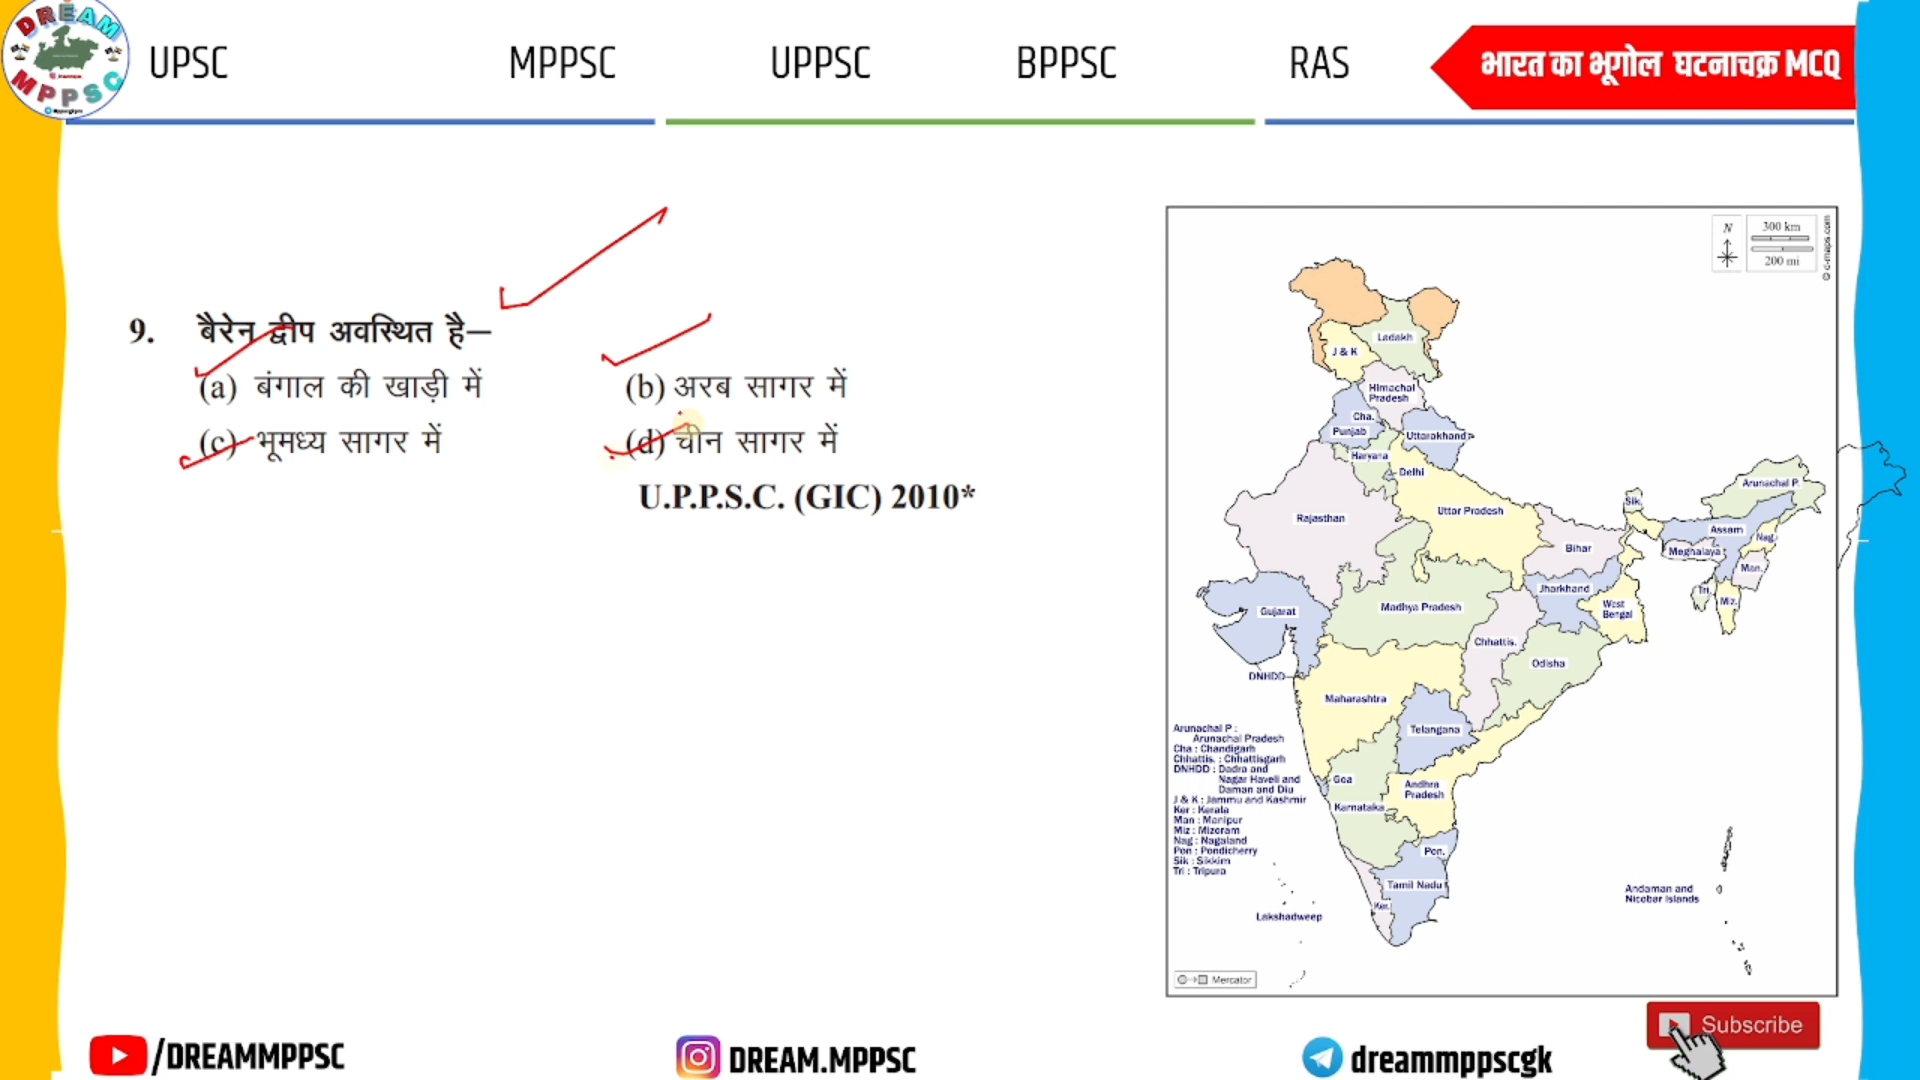 DREAM
MPPSC
UPSC
MPPSC
UPPSC
BPPSC
RAS
भारत का भूगोल घटनाचक्र MCQ
9. बैरेन द्वीप अवस्थित है—
(a) बंगाल की खाड़ी में
(b) अरब सागर में
(c) भूमध्य सागर में
(d) चीन सागर में
U.P.P.S.C. (GIC) 2010*
N
300 km
200 mi
© d-maps.com
Ladakh
J & K
Himachal
Pradesh
Cha.
Punjab
Uttarakhand
Haryana
Delhi
Arunachal P.
Sik.
Rajasthan
Uttar Pradesh
Assam
Nag.
Bihar
Meghalaya
Man.
Jharkhand
Tri.
Miz.
Gujarat
Madhya Pradesh
West
Bengal
Chhattis.
Odisha
DNHDD
Maharashtra
Telangana
Goa
Andhra
Pradesh
Karnataka
Pon.
Tamil Nadu
Ker.
Lakshadweep
Andaman and
Nicobar Islands
Arunachal P :
Arunachal Pradesh
Cha : Chandigarh
Chhattis. : Chhattisgarh
DNHDD : Dadra and
Nagar Haveli and
Daman and Diu
J & K : Jammu and Kashmir
Ker : Kerala
Man : Manipur
Miz : Mizoram
Nag : Nagaland
Pon : Pondicherry
Sik : Sikkim
Tri : Tripura
Mercator
Subscribe
/DREAMMPPSC
DREAM.MPPSC
dreammppscgk